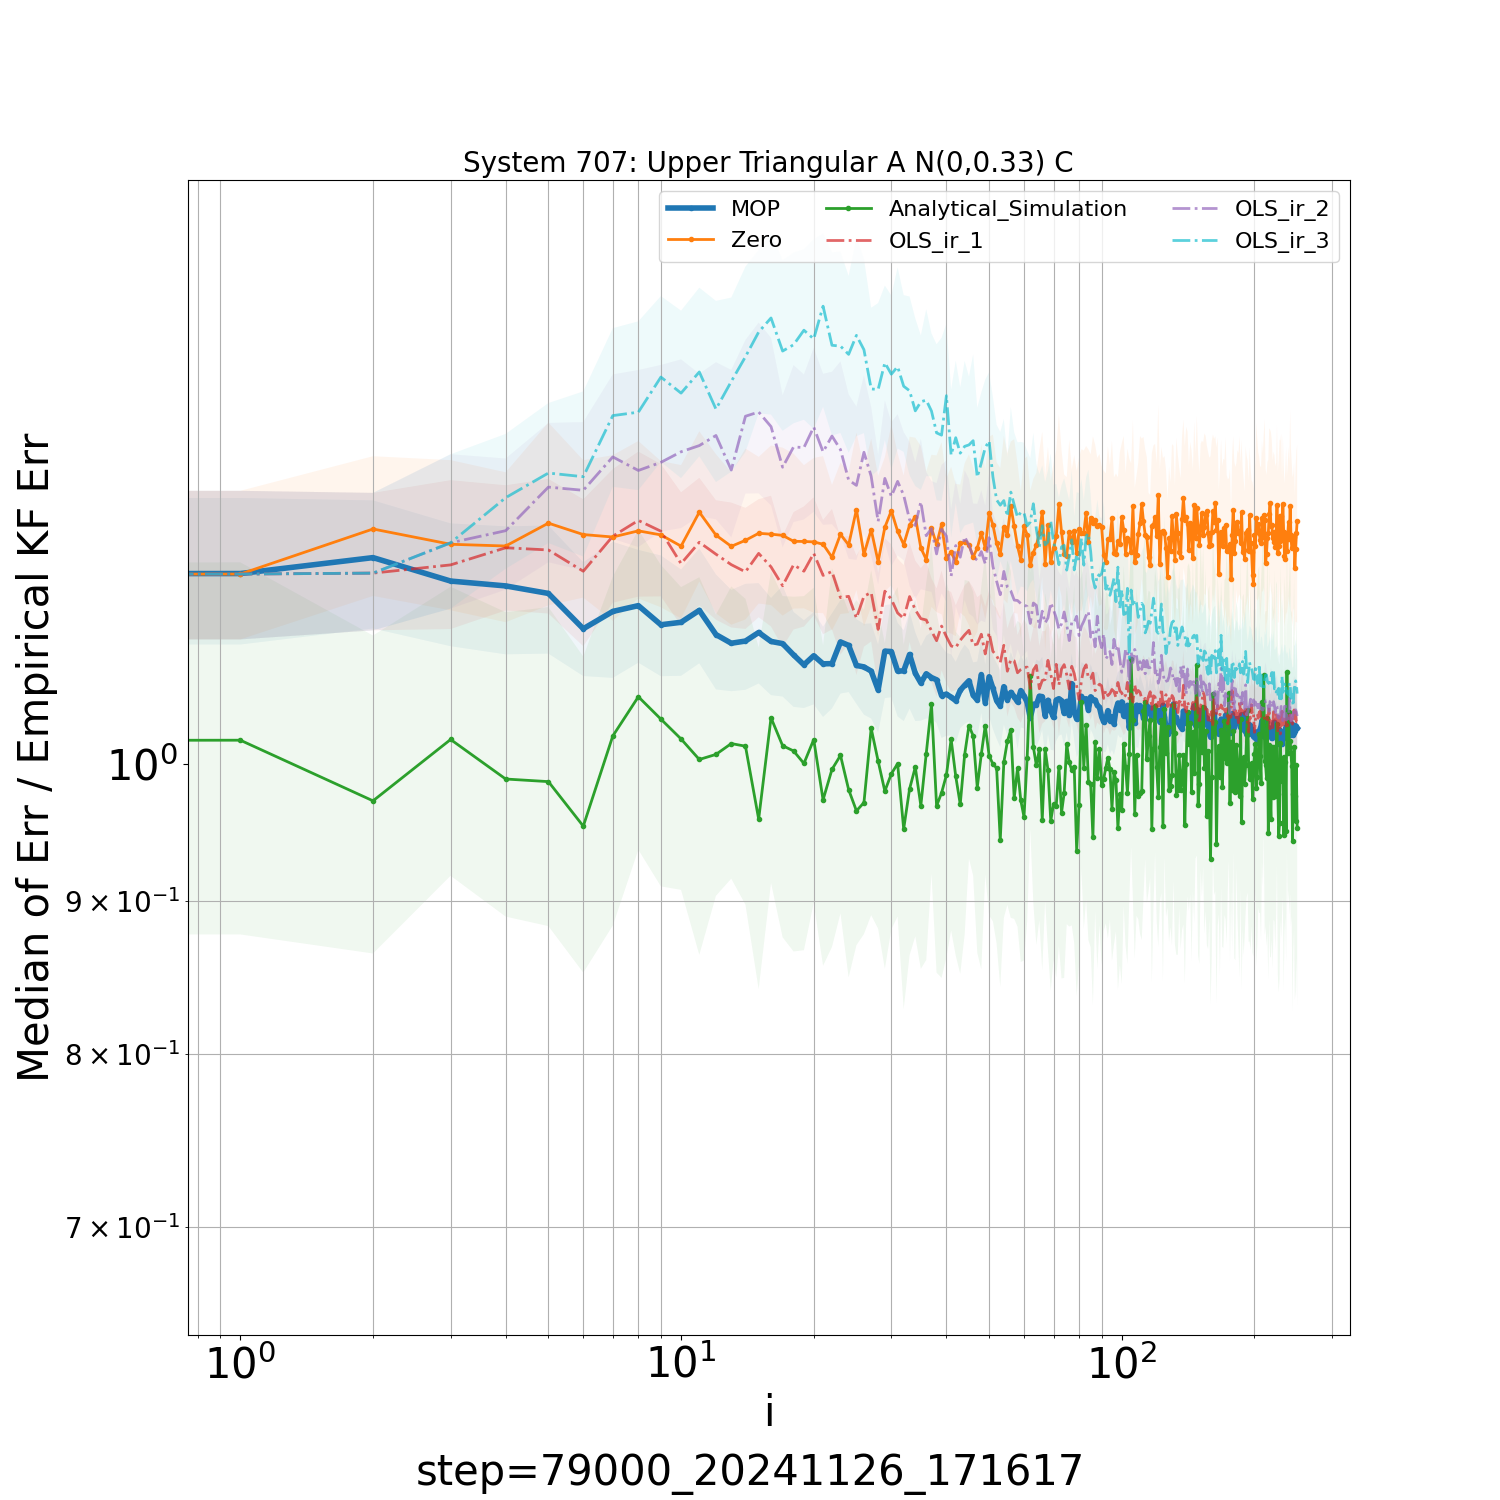 System 707: Upper Triangular A N(0,0.33) C
MOP
Zero
Analytical_Simulation
OLS_ir_1
OLS_ir_2
OLS_ir_3
Median of Err / Empirical KF Err
10⁰
9 × 10⁻¹
8 × 10⁻¹
7 × 10⁻¹
10⁰ 10¹ 10²
i
step=79000_20241126_171617